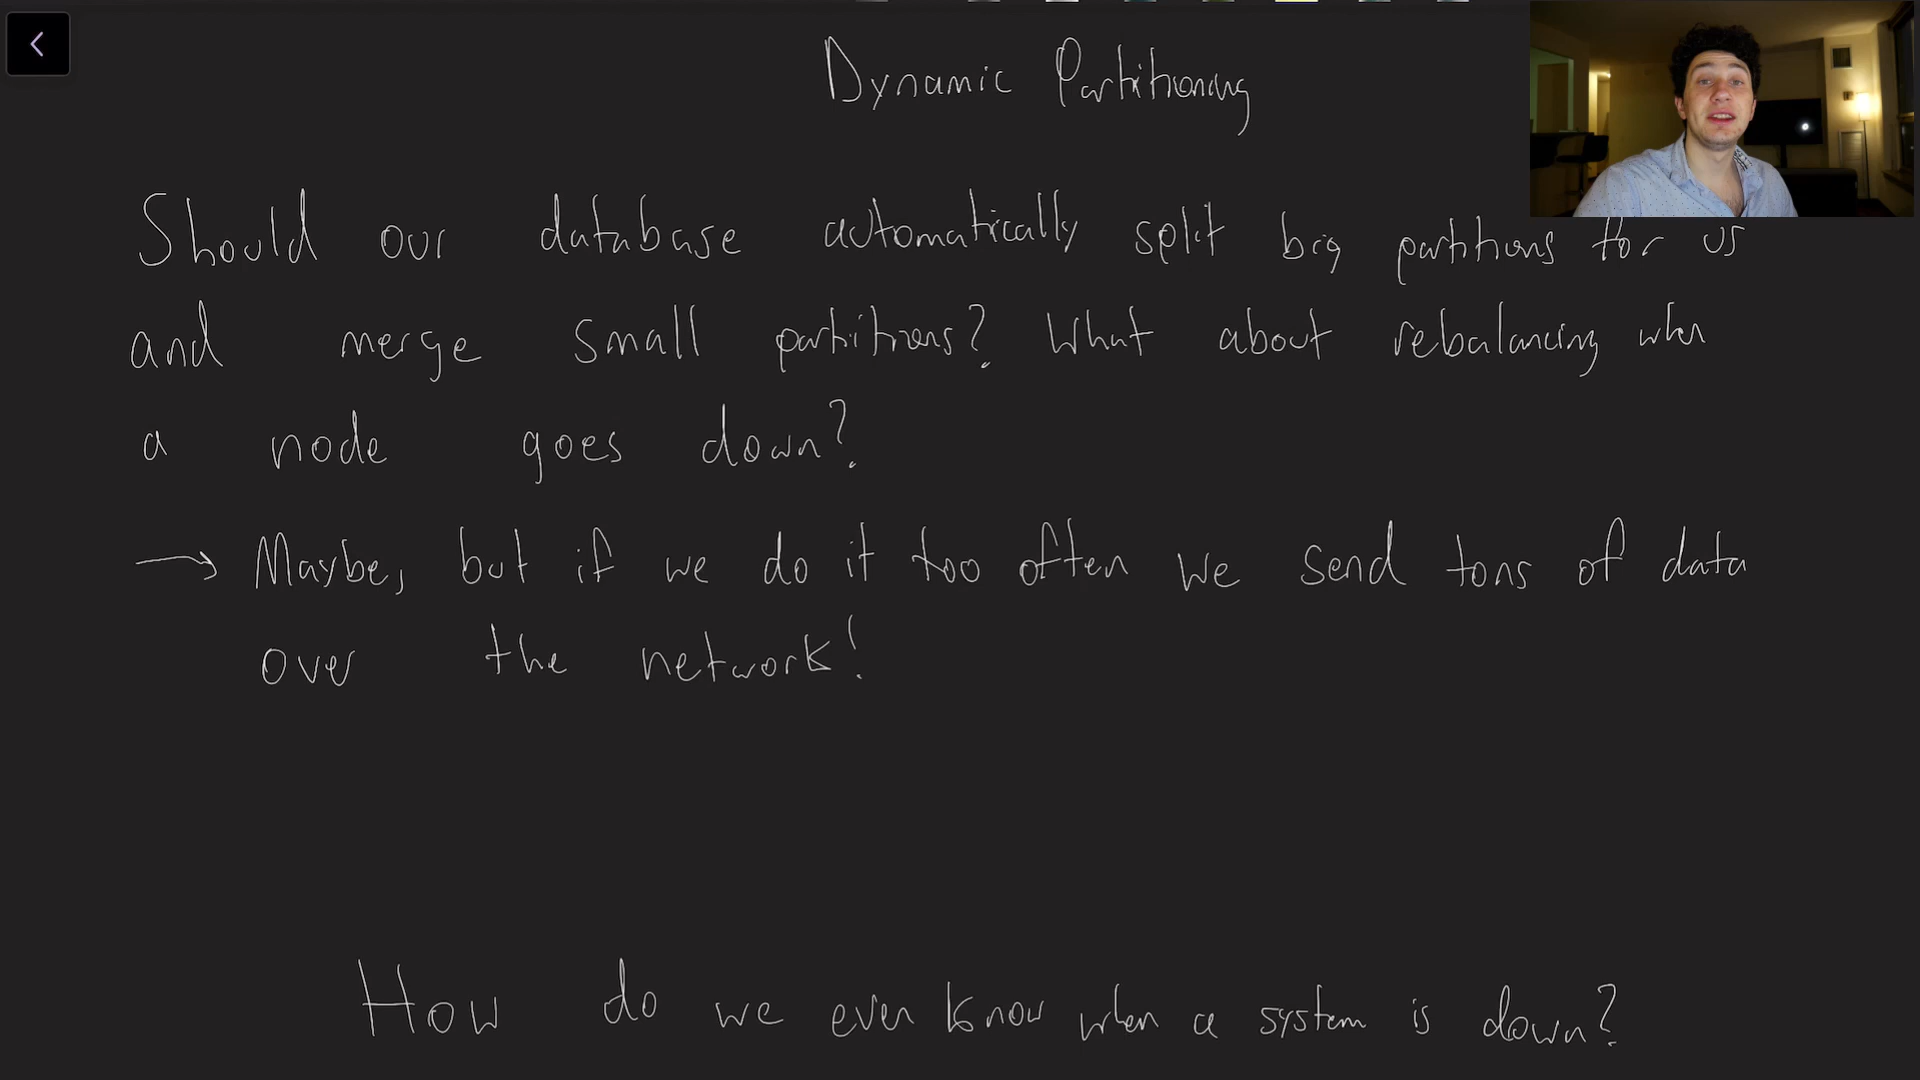 Dynamic Partitioning
Should our database automatically split big partitions for us
and merge small partitions? What about rebalancing when
a node goes down?
→ Maybe, but if we do it too often we send tons of data
over the network!
How do we even know when a system is down?